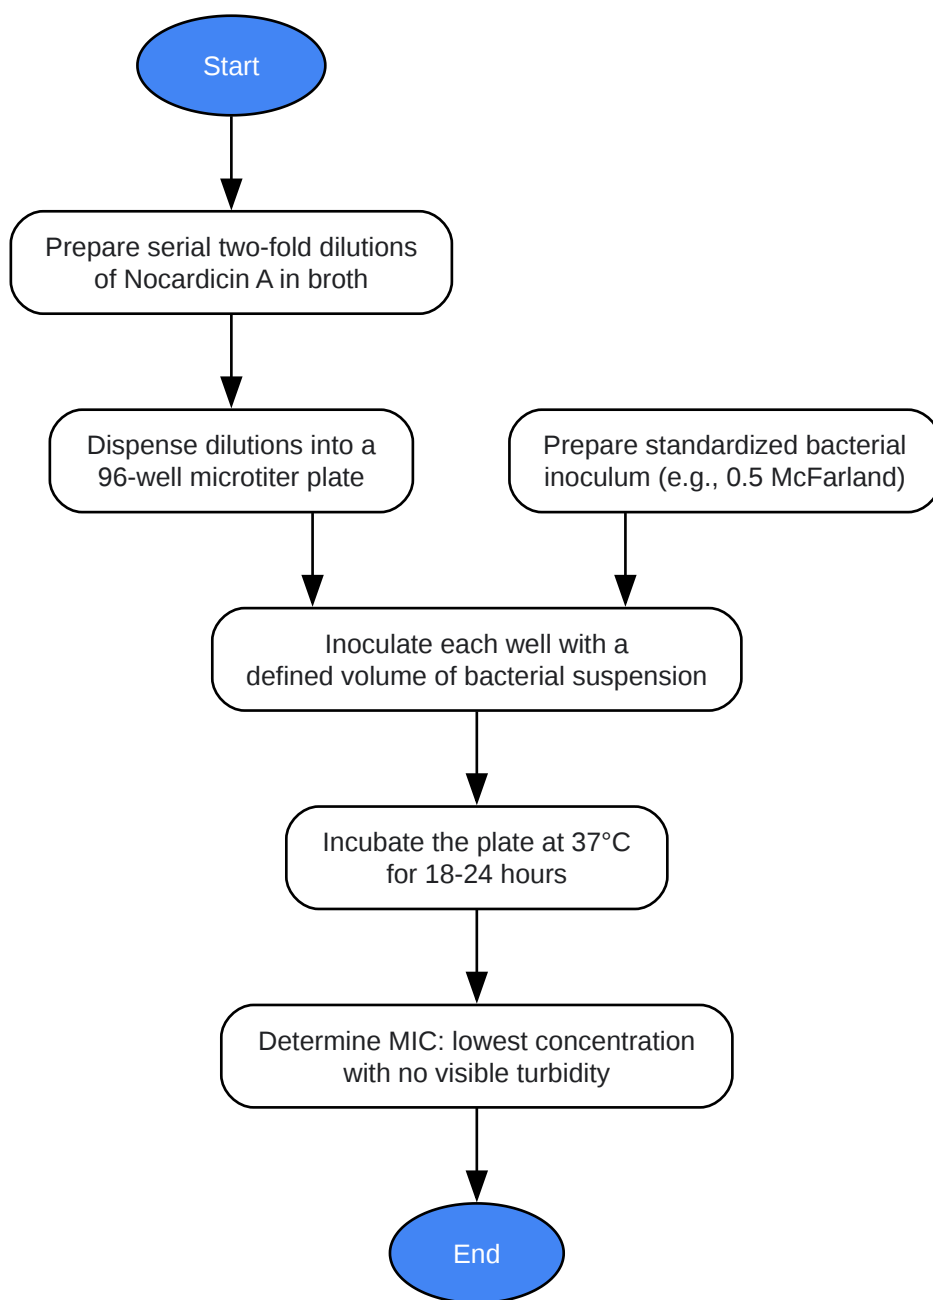 Start
Prepare serial two-fold dilutions
of Nocardicin A in broth
Dispense dilutions into a
96-well microtiter plate
Prepare standardized bacterial
inoculum (e.g., 0.5 McFarland)
Inoculate each well with a
defined volume of bacterial suspension
Incubate the plate at 37°C
for 18-24 hours
Determine MIC: lowest concentration
with no visible turbidity
End